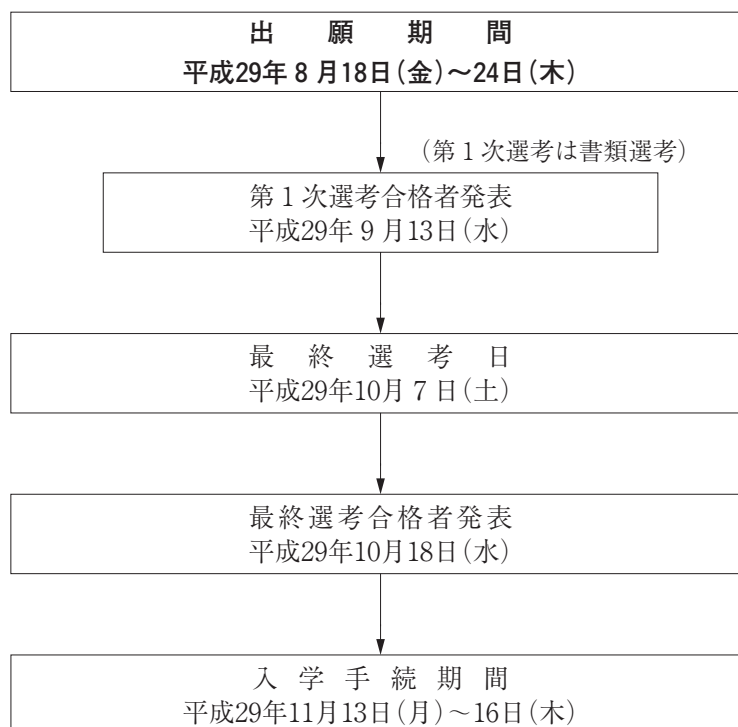 出願期間
平成29年8月18日(金)～24日(木)
(第1次選考は書類選考)
第1次選考合格者発表
平成29年9月13日(水)
最終選考日
平成29年10月7日(土)
最終選考合格者発表
平成29年10月18日(水)
入学手続期間
平成29年11月13日(月)～16日(木)